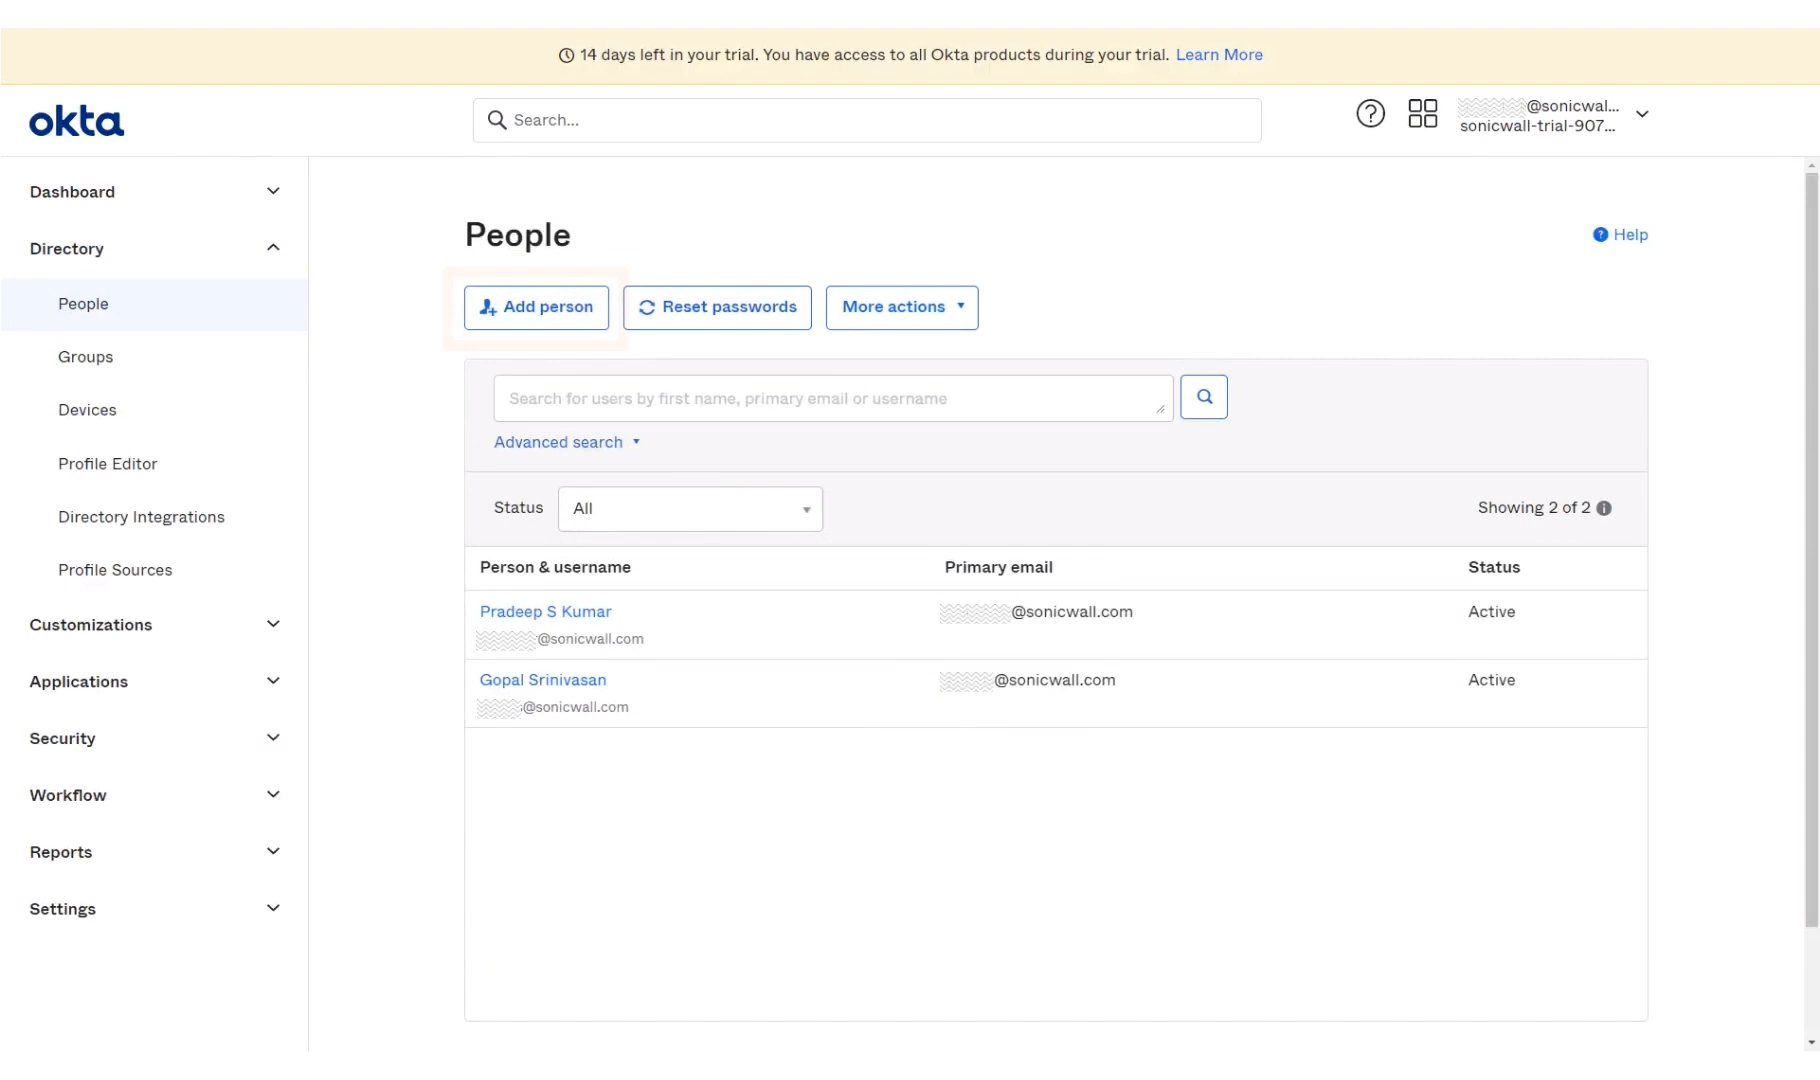 14 days left in your trial. You have access to all Okta products during your trial. Learn More
okta
Search...
@sonicwal...
sonicwall-trial-907...
Dashboard
Directory
People
Groups
Devices
Profile Editor
Directory Integrations
Profile Sources
Customizations
Applications
Security
Workflow
Reports
Settings
People
Help
Add person
Reset passwords
More actions
Search for users by first name, primary email or username
Advanced search
Status All Showing 2 of 2
Person & username Primary email Status
Pradeep S Kumar @sonicwall.com Active
@sonicwall.com
Gopal Srinivasan @sonicwall.com Active
@sonicwall.com